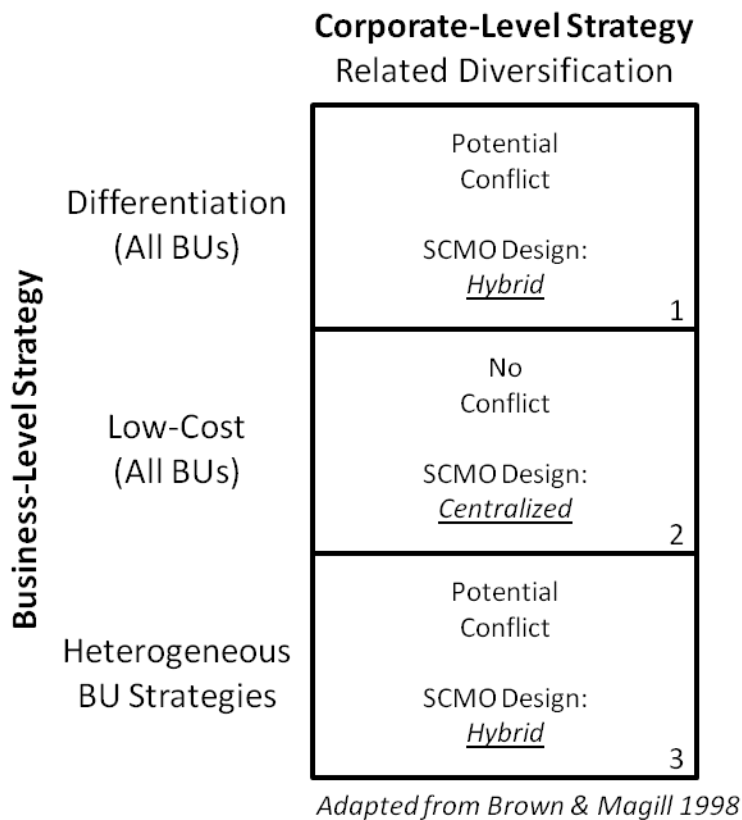 Corporate-Level Strategy
Related Diversification
Business-Level Strategy
Differentiation
(All BUs)
Potential
Conflict
SCMO Design:
Hybrid
1
Low-Cost
(All BUs)
No
Conflict
SCMO Design:
Centralized
2
Heterogeneous
BU Strategies
Potential
Conflict
SCMO Design:
Hybrid
3
Adapted from Brown & Magill 1998